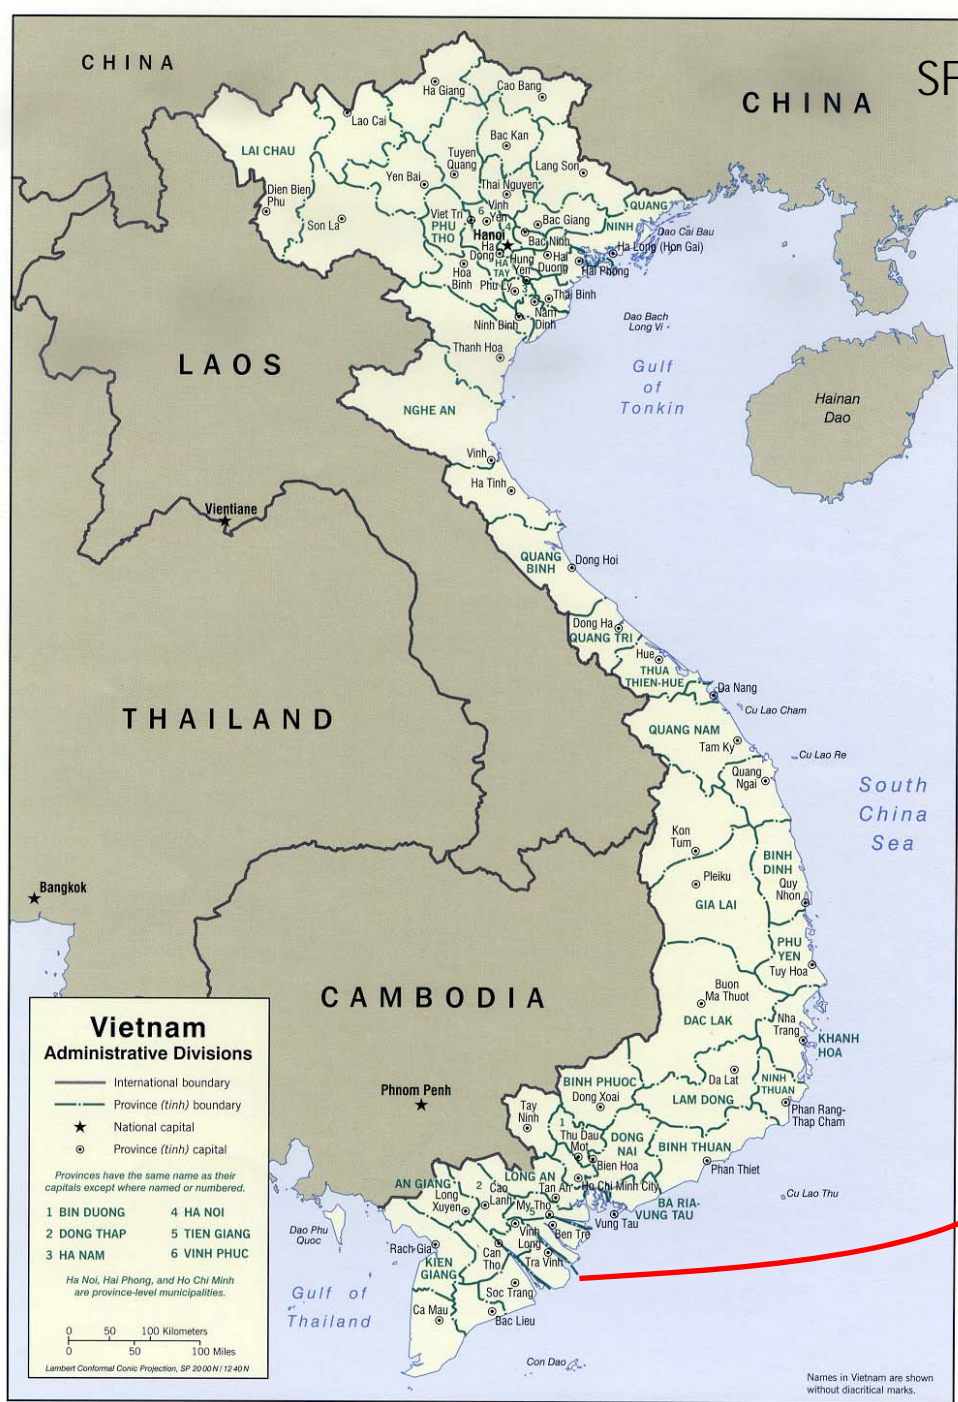 SF
CHINA
CHINA
Ha Giang
Cao Bang
Lao Cai
LAI CHAU
Bac Kan
Tuyen
Quang
Lang Son
Yen Bai
Thai Nguyen
Dien Bien
Phu
Son La
Viet Tri
PHU
THO
6
Vinh
Yen
4
Bac Giang
QUANG
NINH
Dao Cai Bau
Hanoi
Bac Ninh
Ha Long (Hon Gai)
Ha
Dong
HA
TAY
Hung
Yen
Hai
Duong
Hai Phong
Hoa
Binh
Phu Ly
3
Thai Binh
Nam
Dinh
Ninh Binh
Dao Bach
Long Vi
Thanh Hoa
LAOS
Gulf
of
Tonkin
Hainan
Dao
NGHE AN
Vinh
Ha Tinh
Vientiane
QUANG
BINH
Dong Hoi
Dong Ha
QUANG TRI
Hue
THUA
THIEN-HUE
Da Nang
Cu Lao Cham
THAILAND
QUANG NAM
Tam Ky
Cu Lao Re
Quang
Ngai
South
China
Sea
Kon
Tum
BINH
DINH
Pleiku
Quy
Nhon
Bangkok
GIA LAI
PHU
YEN
Tuy Hoa
CAMBODIA
Buon
Ma Thuot
DAC LAK
Nha
Trang
KHANH
HOA
Vietnam
Administrative Divisions
International boundary
Province (tinh) boundary
National capital
Province (tinh) capital
Provinces have the same name as their
capitals except where named or numbered.
1 BIN DUONG
2 DONG THAP
3 HA NAM
4 HA NOI
5 TIEN GIANG
6 VINH PHUC
Ha Noi, Hai Phong, and Ho Chi Minh
are province-level municipalities.
0 50 100 Kilometers
0 50 100 Miles
Lambert Conformal Conic Projection, SP 20 00 N / 12 40 N
Phnom Penh
BINH PHUOC
Dong Xoai
Da Lat
LAM DONG
NINH
THUAN
Phan Rang-
Thap Cham
Tay
Ninh
1
Thu Dau
Mot
DONG
NAI
BINH THUAN
Bien Hoa
Phan Thiet
AN GIANG
LONG AN
Ho Chi Minh City
Long
Xuyen
2
Cao
Lanh
Tan An
BA RIA-
VUNG TAU
Cu Lao Thu
My Tho
5
Vung Tau
Dao Phu
Quoc
Ben Tre
Vinh
Long
Rach Gia
Can
Tho
Tra Vinh
KIEN
GIANG
Soc Trang
Gulf of
Thailand
Ca Mau
Bac Lieu
Con Dao
Names in Vietnam are shown
without diacritical marks.